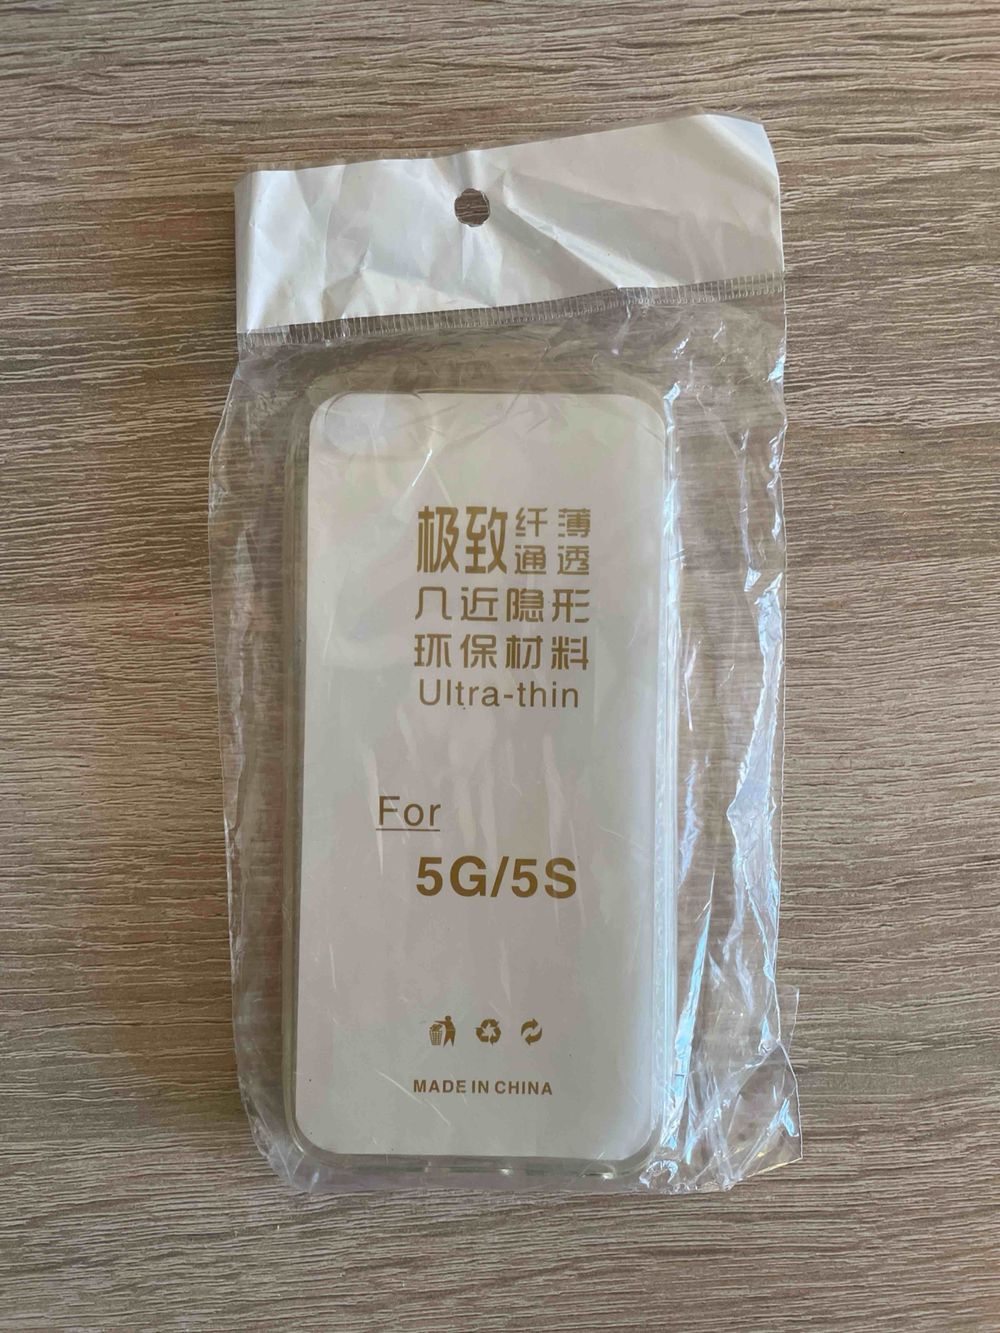 极致纤薄
通透
几近隐形
环保材料
Ultra-thin
For
5G/5S
MADE IN CHINA